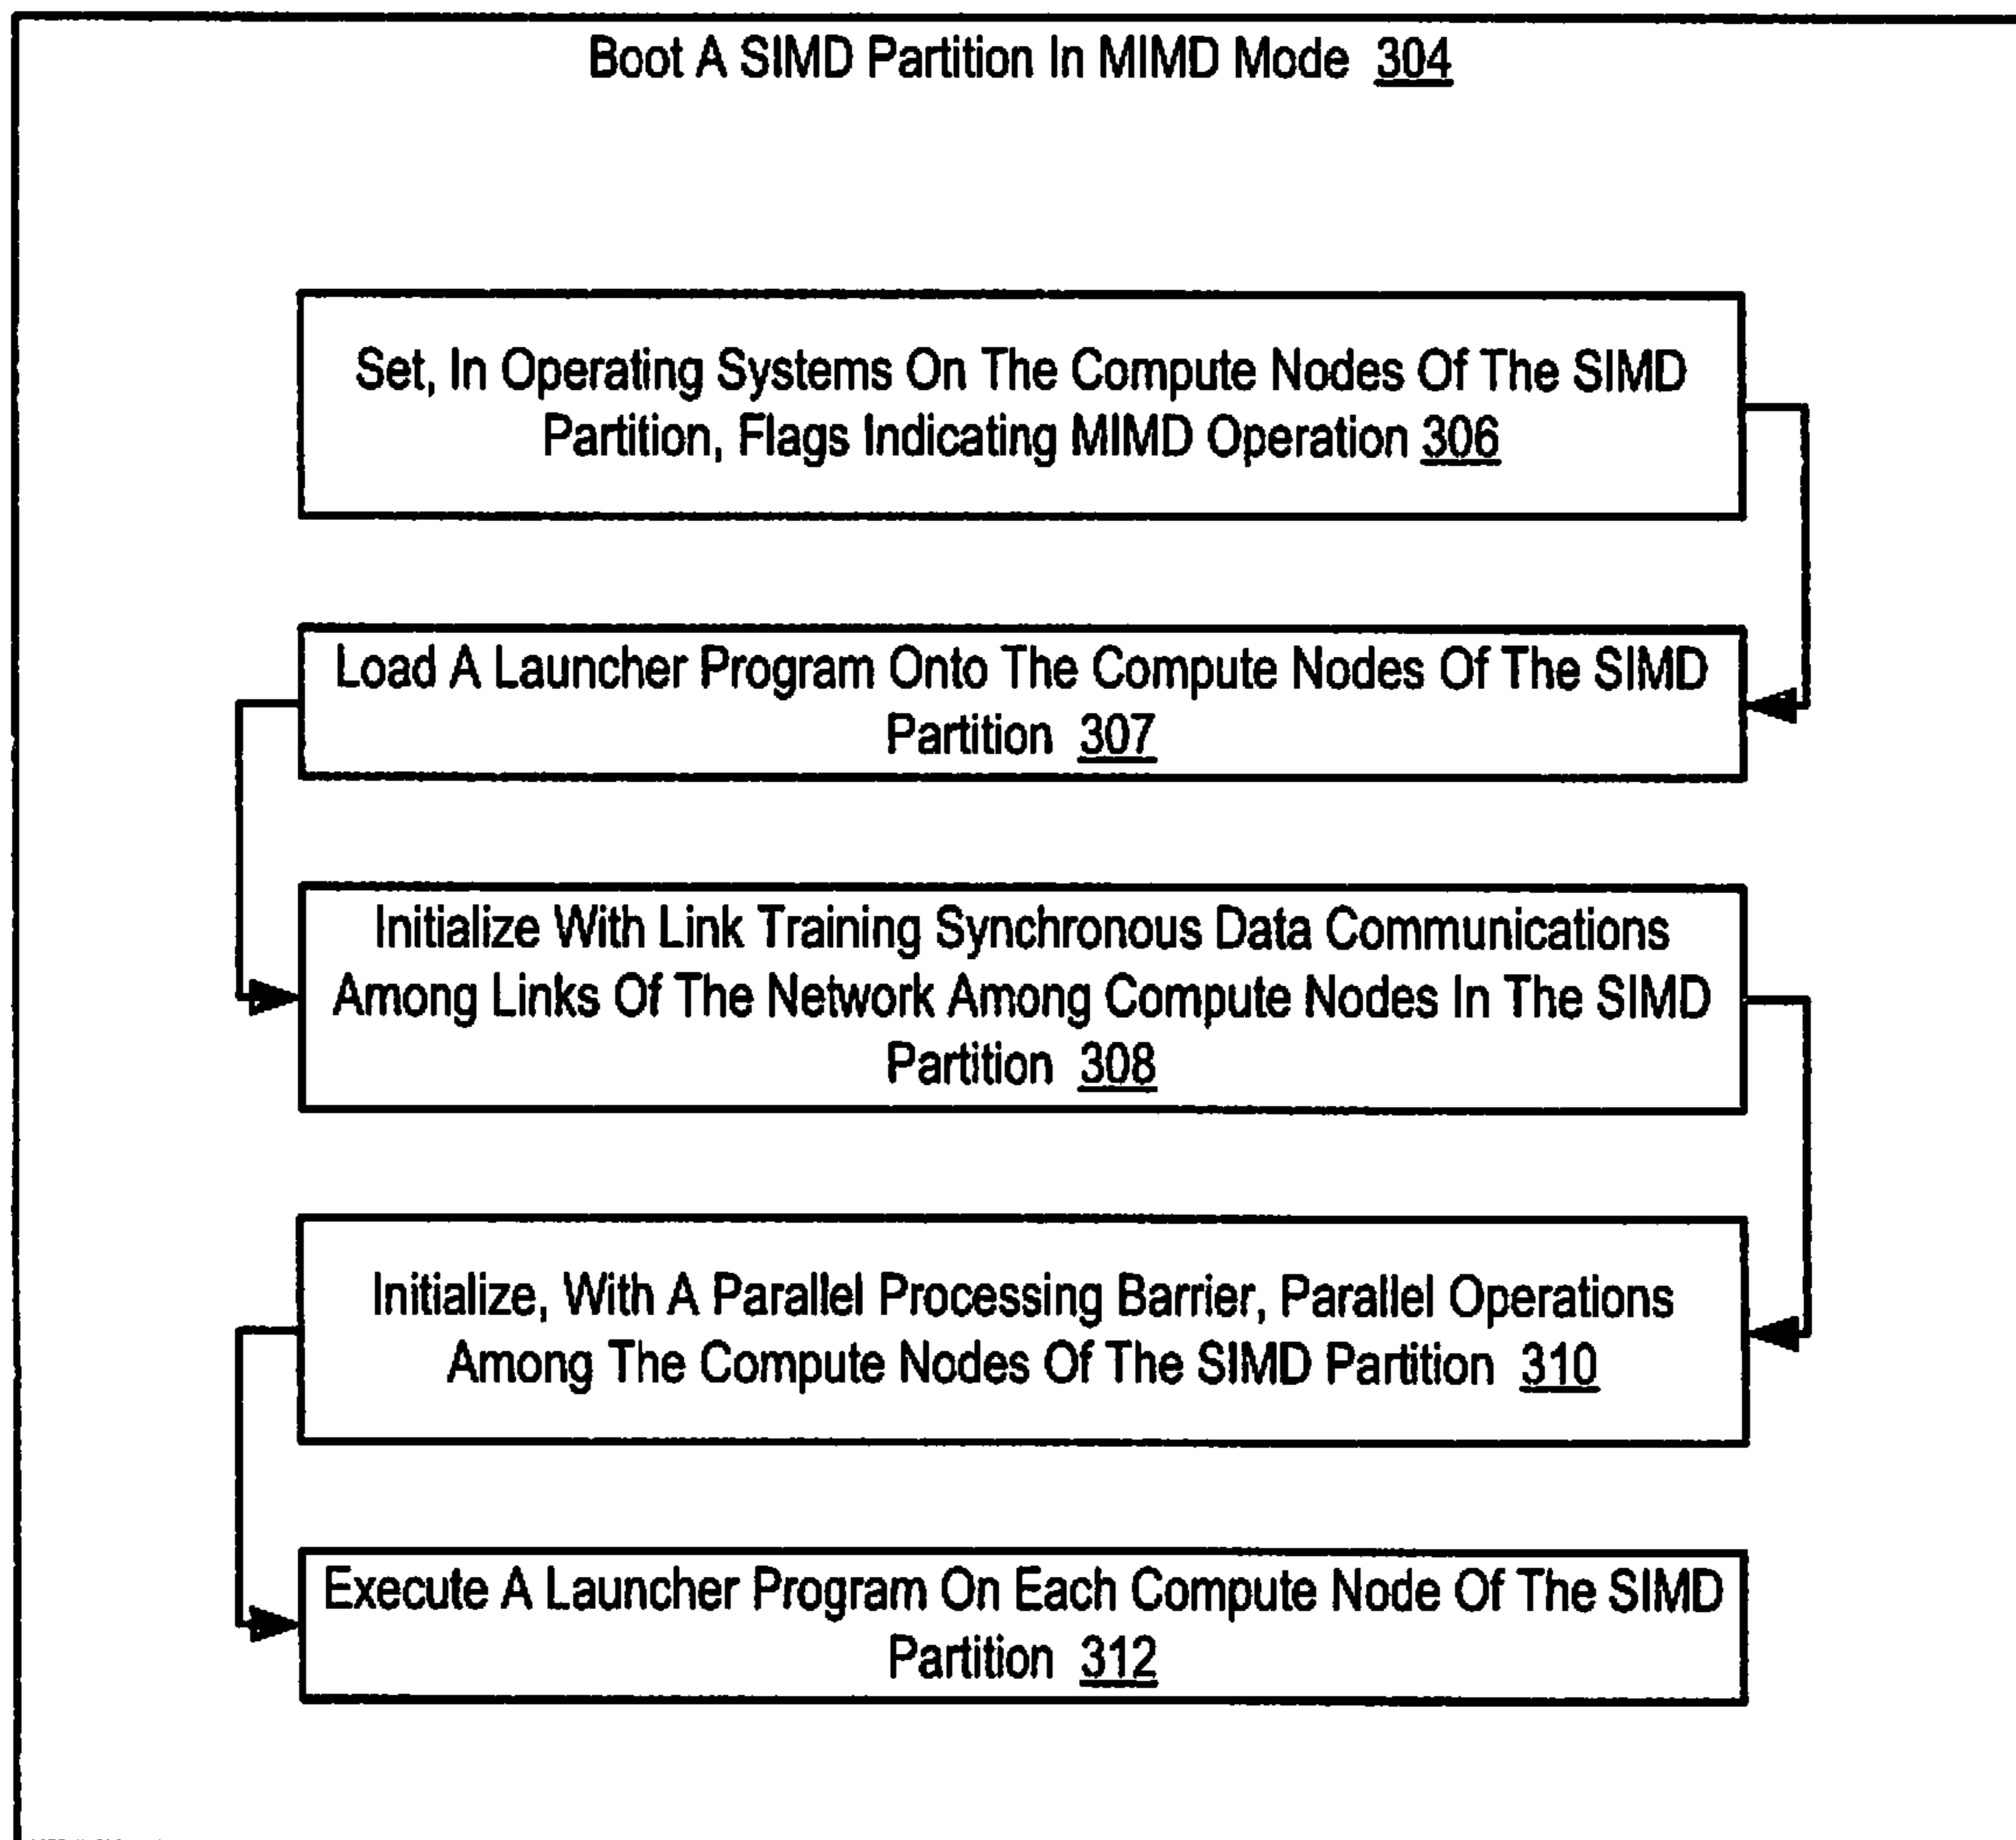 Boot A SIMD Partition In MIMD Mode 304
Set, In Operating Systems On The Compute Nodes Of The SIMD
Partition, Flags Indicating MIMD Operation 306
Load A Launcher Program Onto The Compute Nodes Of The SIMD
Partition 307
Initialize With Link Training Synchronous Data Communications
Among Links Of The Network Among Compute Nodes In The SIMD
Partition 308
Initialize, With A Parallel Processing Barrier, Parallel Operations
Among The Compute Nodes Of The SIMD Partition 310
Execute A Launcher Program On Each Compute Node Of The SIMD
Partition 312